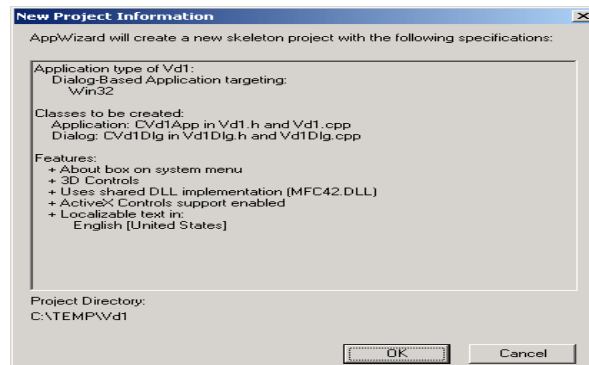 New Project Information
AppWizard will create a new skeleton project with the following specifications:
Application type of Vd1:
Dialog-Based Application targeting:
Win32
Classes to be created:
Application: CVd1App in Vd1.h and Vd1.cpp
Dialog: CVd1Dlg in Vd1Dlg.h and Vd1Dlg.cpp
Features:
+ About box on system menu
+ 3D Controls
+ Uses shared DLL implementation (MFC42.DLL)
+ ActiveX Controls support enabled
+ Localizable text in:
English [United States]
Project Directory:
C:\TEMP\Vd1
OK
Cancel